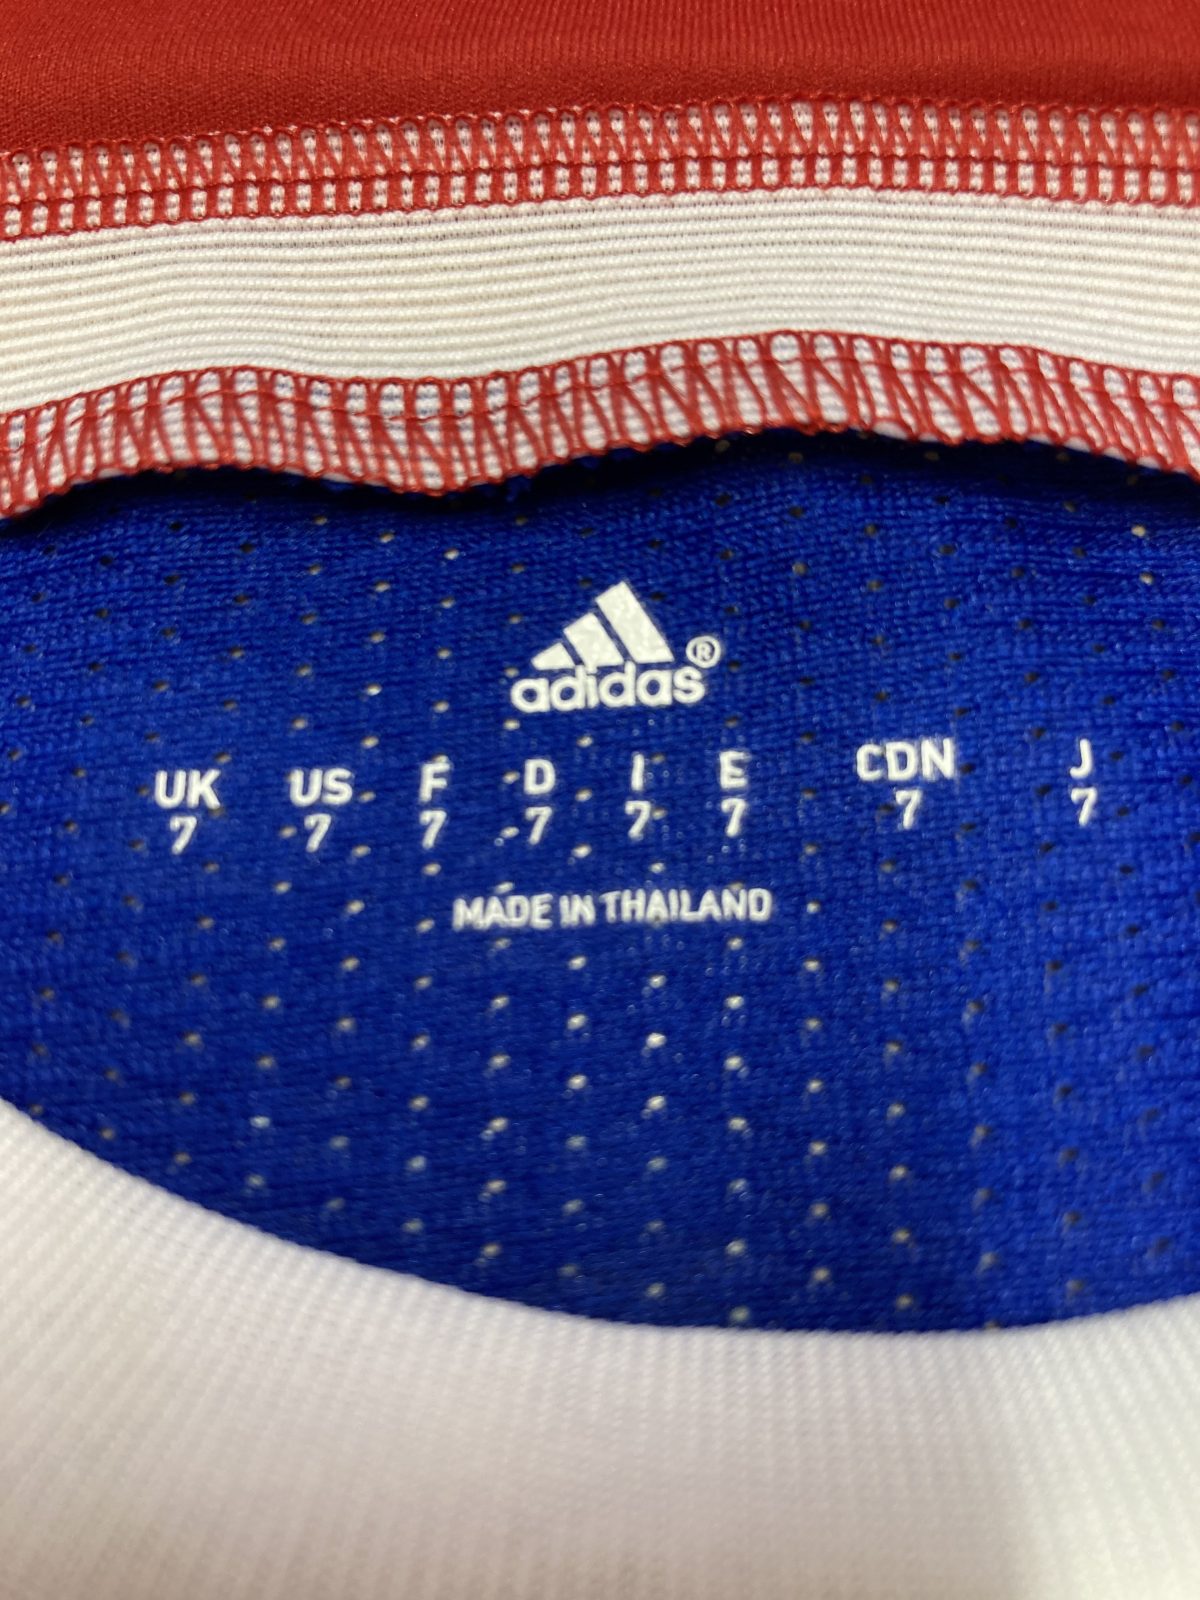 adidas®
UK US F D I E CDN J
7 7 7 7 7 7 7 7
MADE IN THAILAND